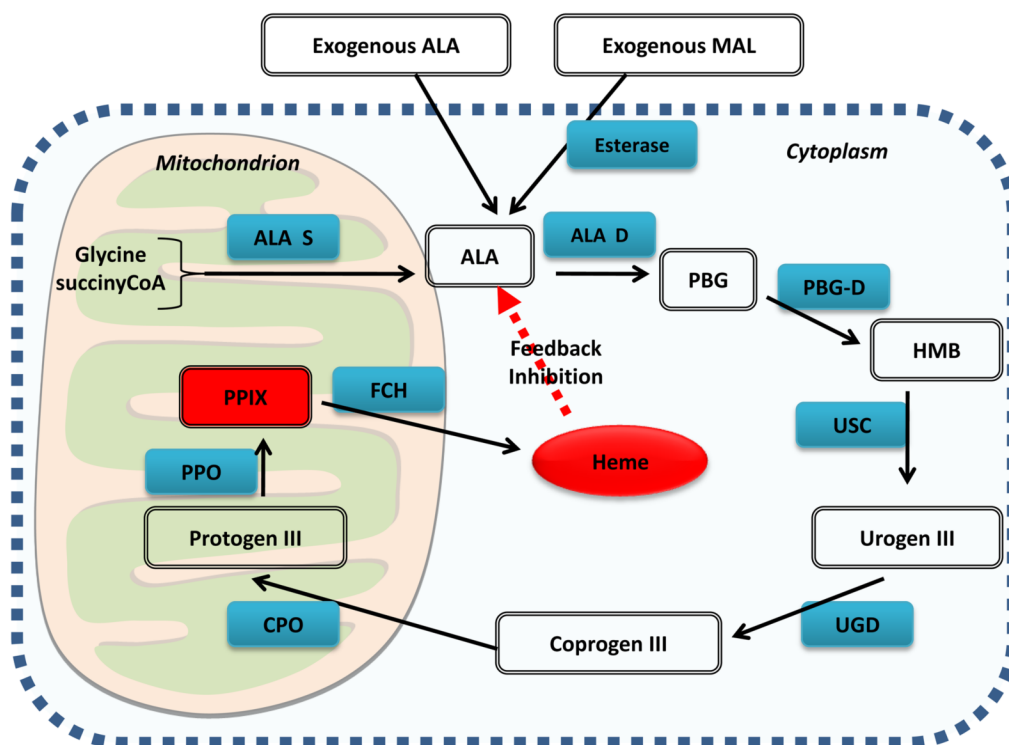 Exogenous ALA
Exogenous MAL
Esterase
Mitochondrion
Cytoplasm
ALA S
ALA D
Glycine
succinyCoA
ALA
PBG
PBG-D
HMB
Feedback
Inhibition
PPIX
FCH
USC
Heme
PPO
Protogen III
Urogen III
CPO
Coprogen III
UGD